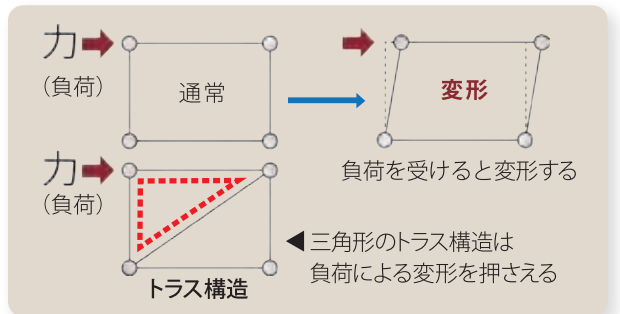 力
(負荷)
通常
変形
負荷を受けると変形する
力
(負荷)
トラス構造
◀三角形のトラス構造は
負荷による変形を押さえる